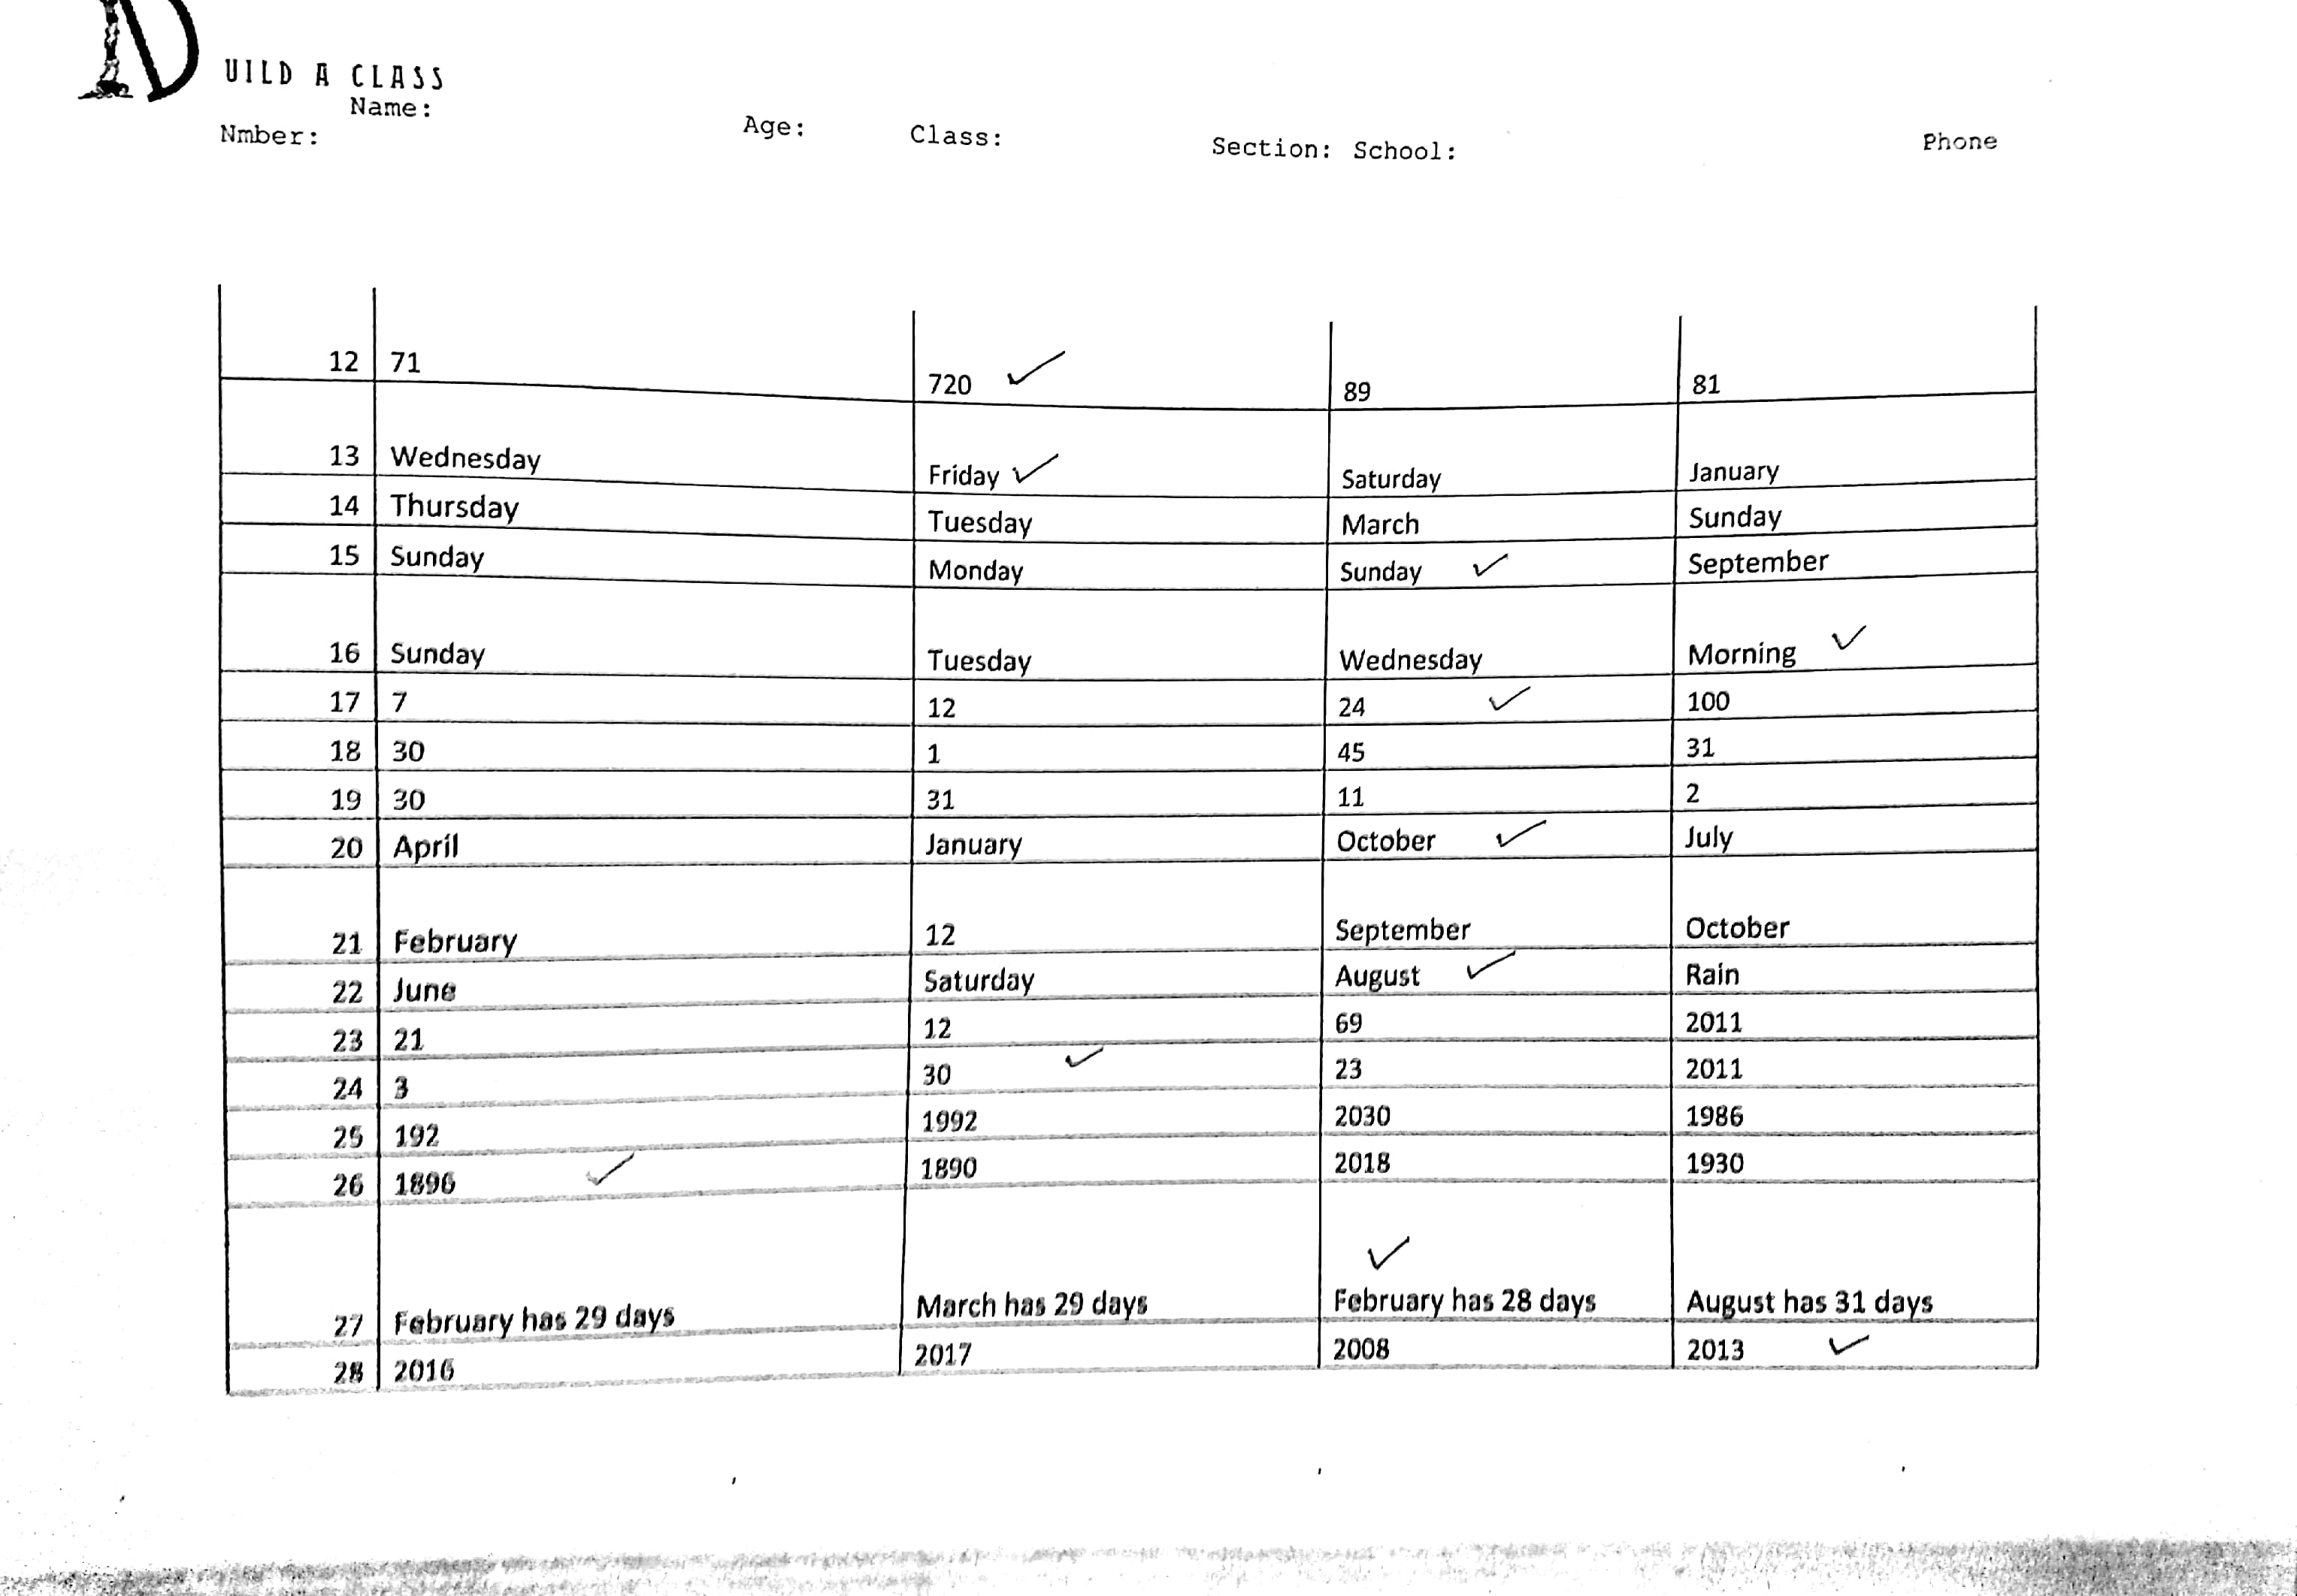 UILD A CLASS
Name:
Nmber: Age: Class: Section: School: Phone
12 71 720 ✓ 89 81
13 Wednesday Friday ✓ Saturday January
14 Thursday Tuesday March Sunday
15 Sunday Monday Sunday ✓ September
16 Sunday Tuesday Wednesday Morning ✓
17 7 12 24 ✓ 100
18 30 1 45 31
19 30 31 11 2
20 April January October ✓ July
21 February 12 September October
22 June Saturday August ✓ Rain
23 21 12 69 2011
24 3 30 ✓ 23 2011
25 192 1992 2030 1986
26 1896 ✓ 1890 2018 1930
27 February has 29 days March has 29 days February has 28 days ✓ August has 31 days
28 2016 2017 2008 2013 ✓